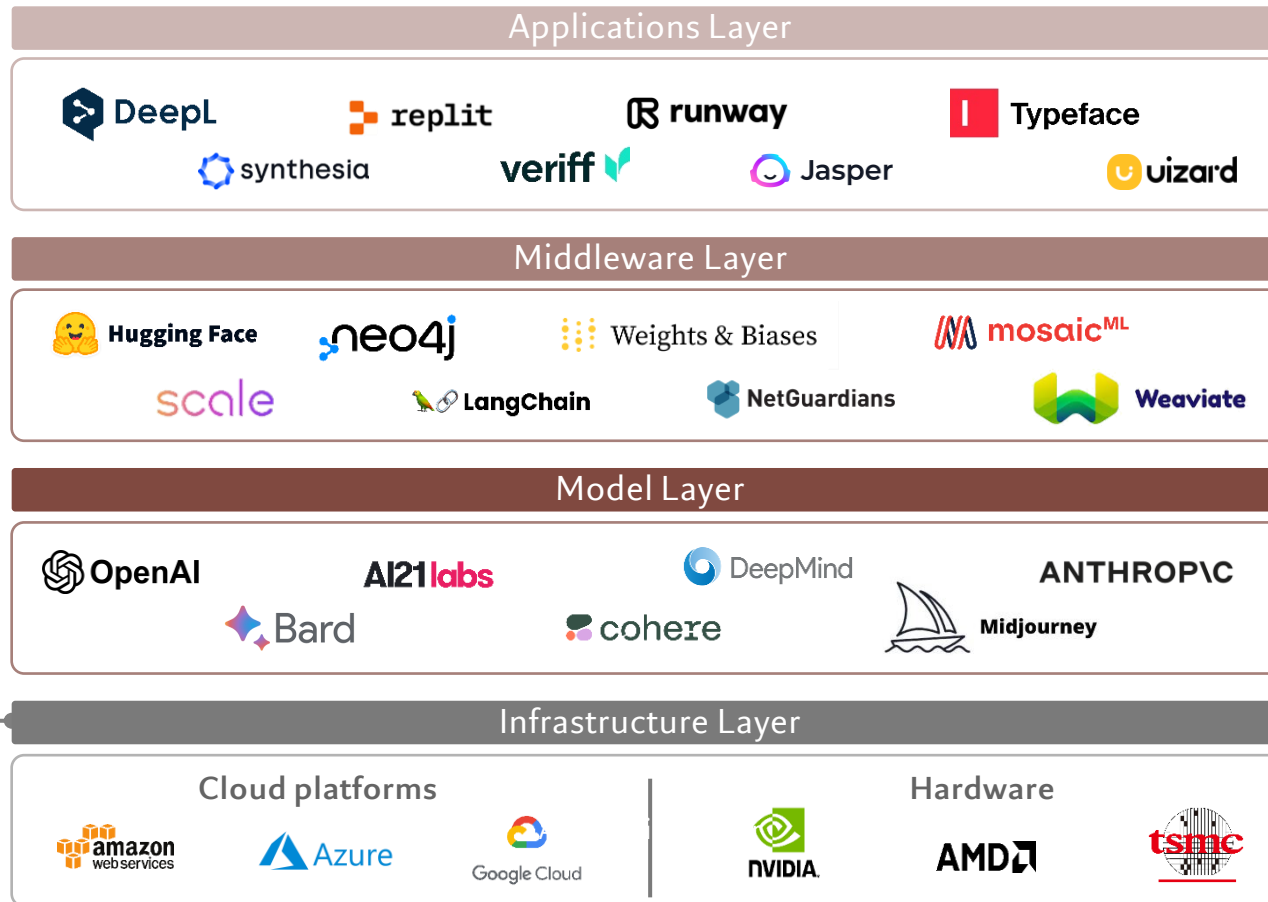 Applications Layer
DeepL replit runway Typeface
synthesia veriff Jasper uizard
Middleware Layer
Hugging Face neo4j Weights & Biases mosaicML
scale LangChain NetGuardians Weaviate
Model Layer
OpenAI AI21labs DeepMind ANTHROP\C
Bard cohere Midjourney
Infrastructure Layer
Cloud platforms Hardware
amazon web services Azure Google Cloud NVIDIA. AMD tsmc